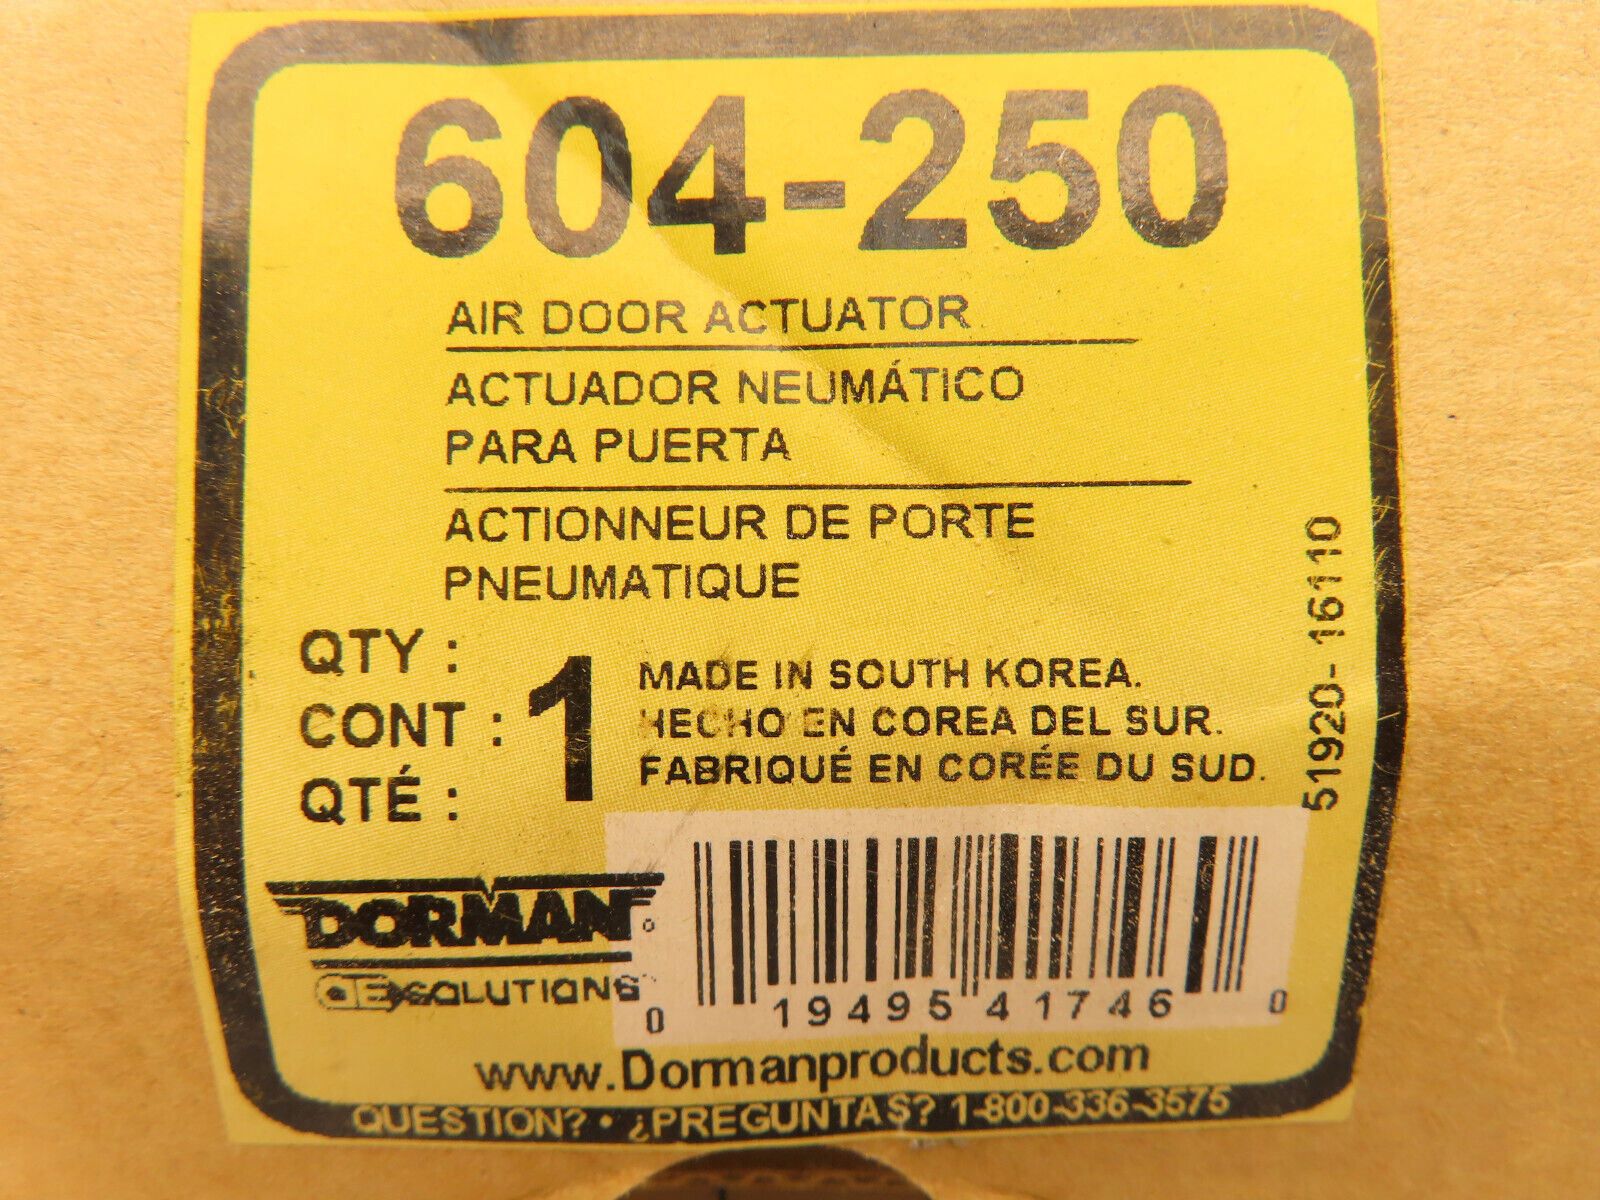 604-250
AIR DOOR ACTUATOR
ACTUADOR NEUMÁTICO
PARA PUERTA
ACTIONNEUR DE PORTE
PNEUMATIQUE
QTY :
CONT :
QTÉ :
1
MADE IN SOUTH KOREA.
HECHO EN COREA DEL SUR.
FABRIQUÉ EN CORÉE DU SUD.
51920-16110
DORMAN
OE SOLUTIONS
0 19495 41746 0
www.Dormanproducts.com
QUESTION? • ¿PREGUNTAS? 1-800-336-3575